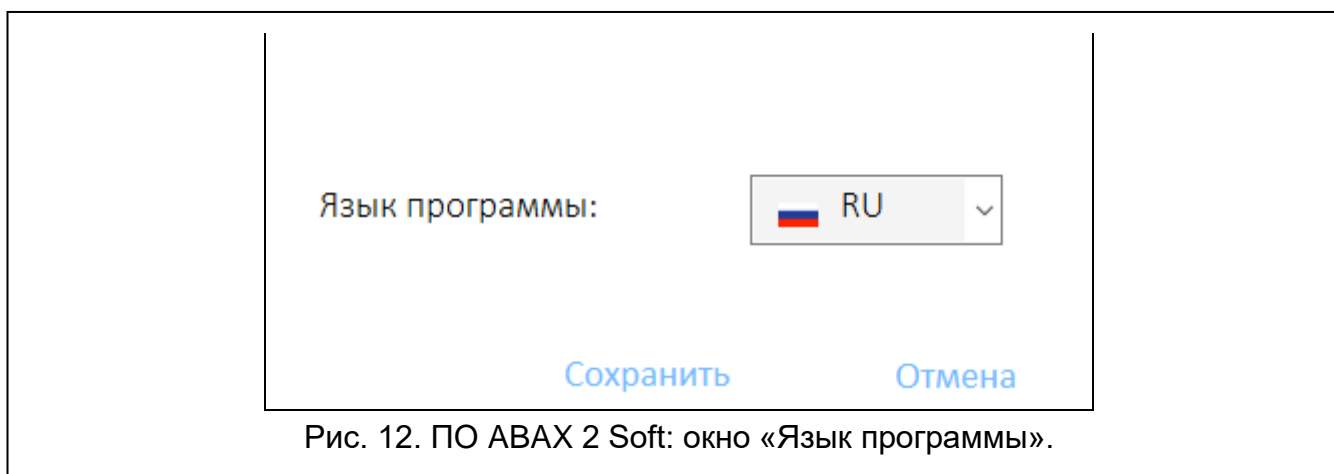 Язык программы: RU
Сохранить Отмена
Рис. 12. ПО ABAX 2 Soft: окно «Язык программы».